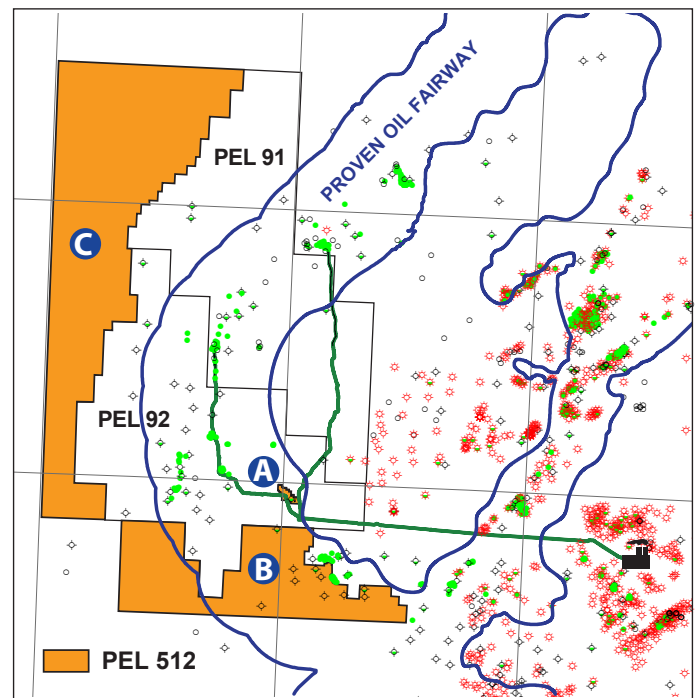 PROVEN OIL FAIRWAY
PEL 91
C
PEL 92
A
B
PEL 512